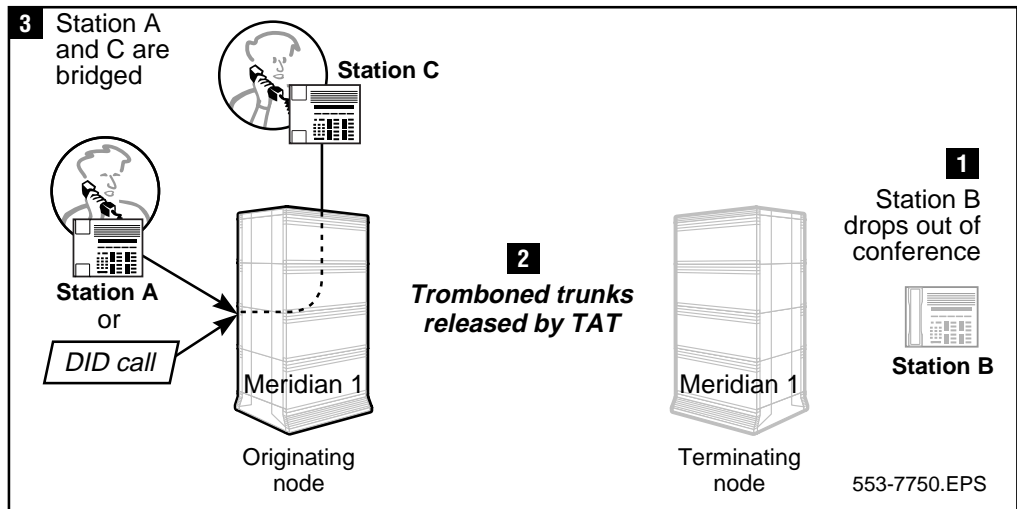 3 Station A
and C are
bridged
Station C
1
Station B
drops out of
conference
2
Tromboned trunks
released by TAT
Station A
or
DID call
Station B
Meridian 1
Meridian 1
Originating
node
Terminating
node
553-7750.EPS